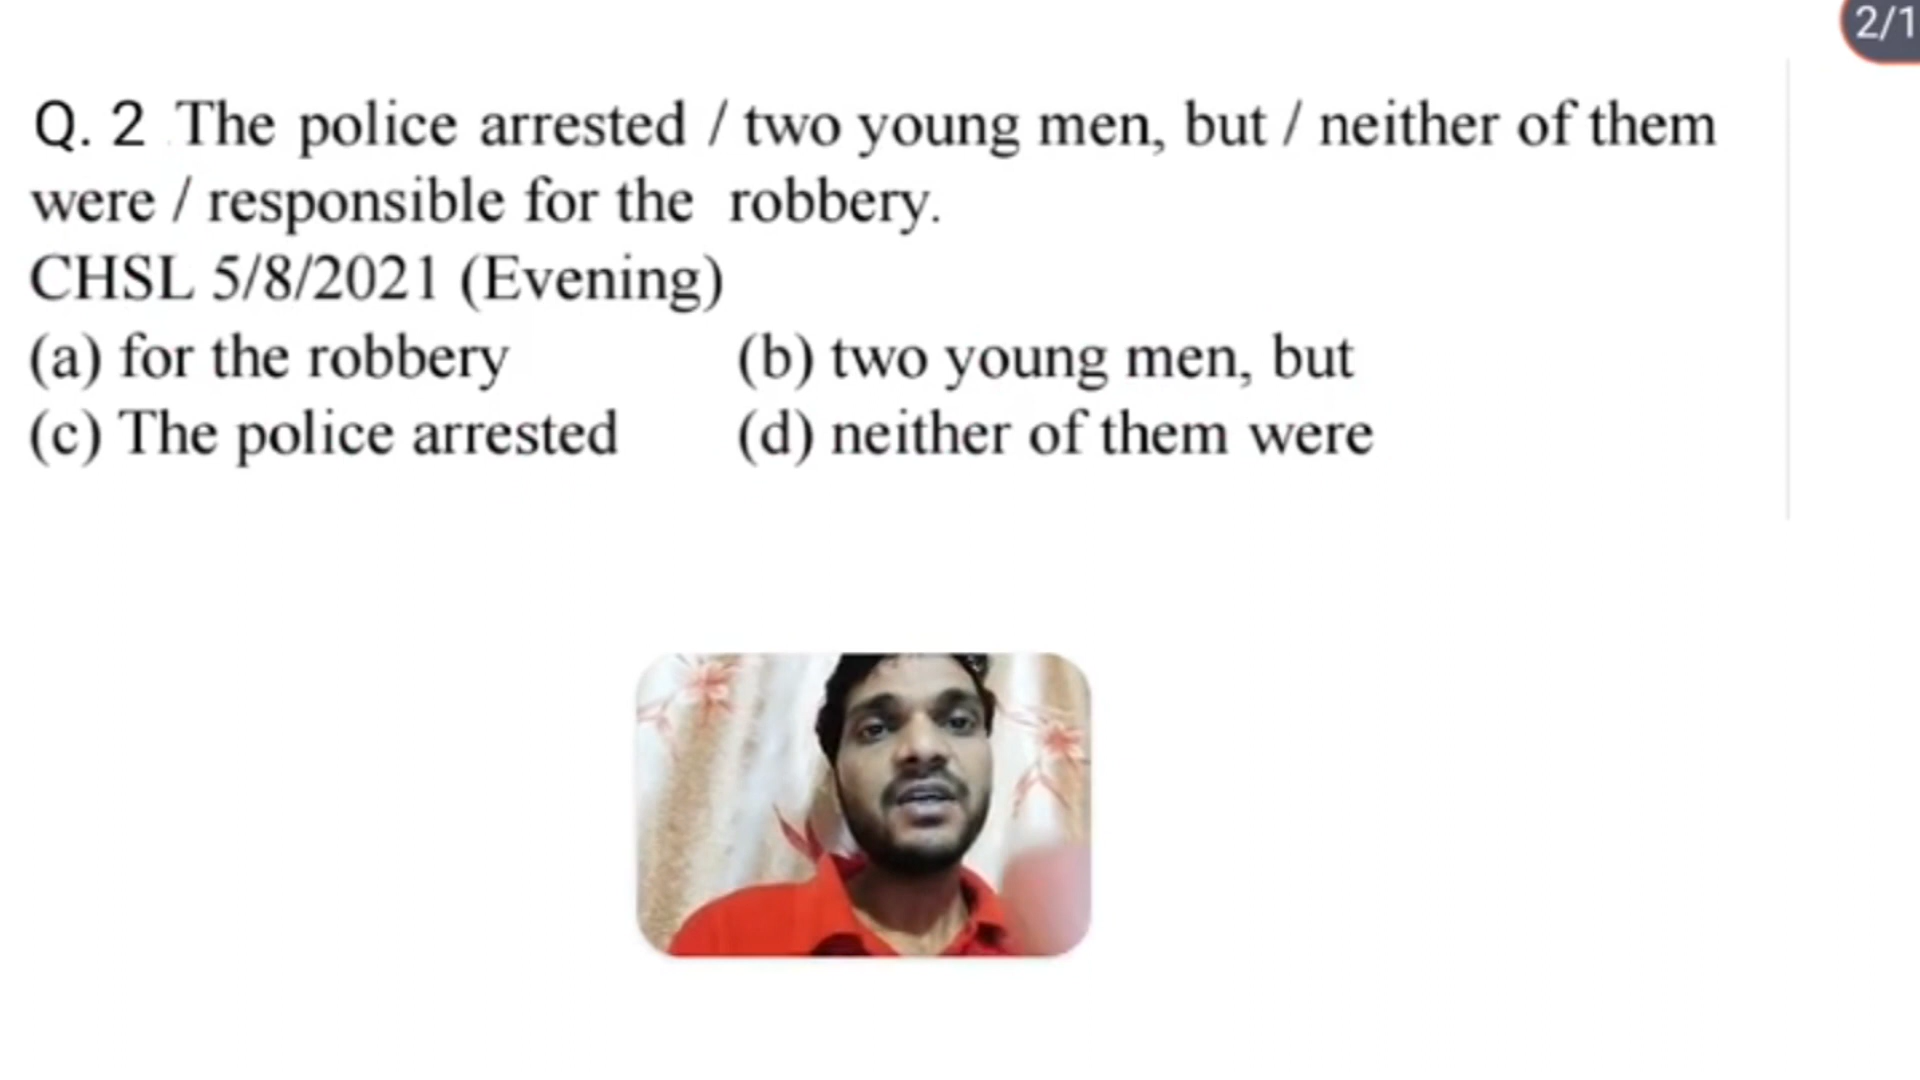 2/1
Q. 2 The police arrested / two young men, but / neither of them
were / responsible for the robbery.
CHSL 5/8/2021 (Evening)
(a) for the robbery (b) two young men, but
(c) The police arrested (d) neither of them were